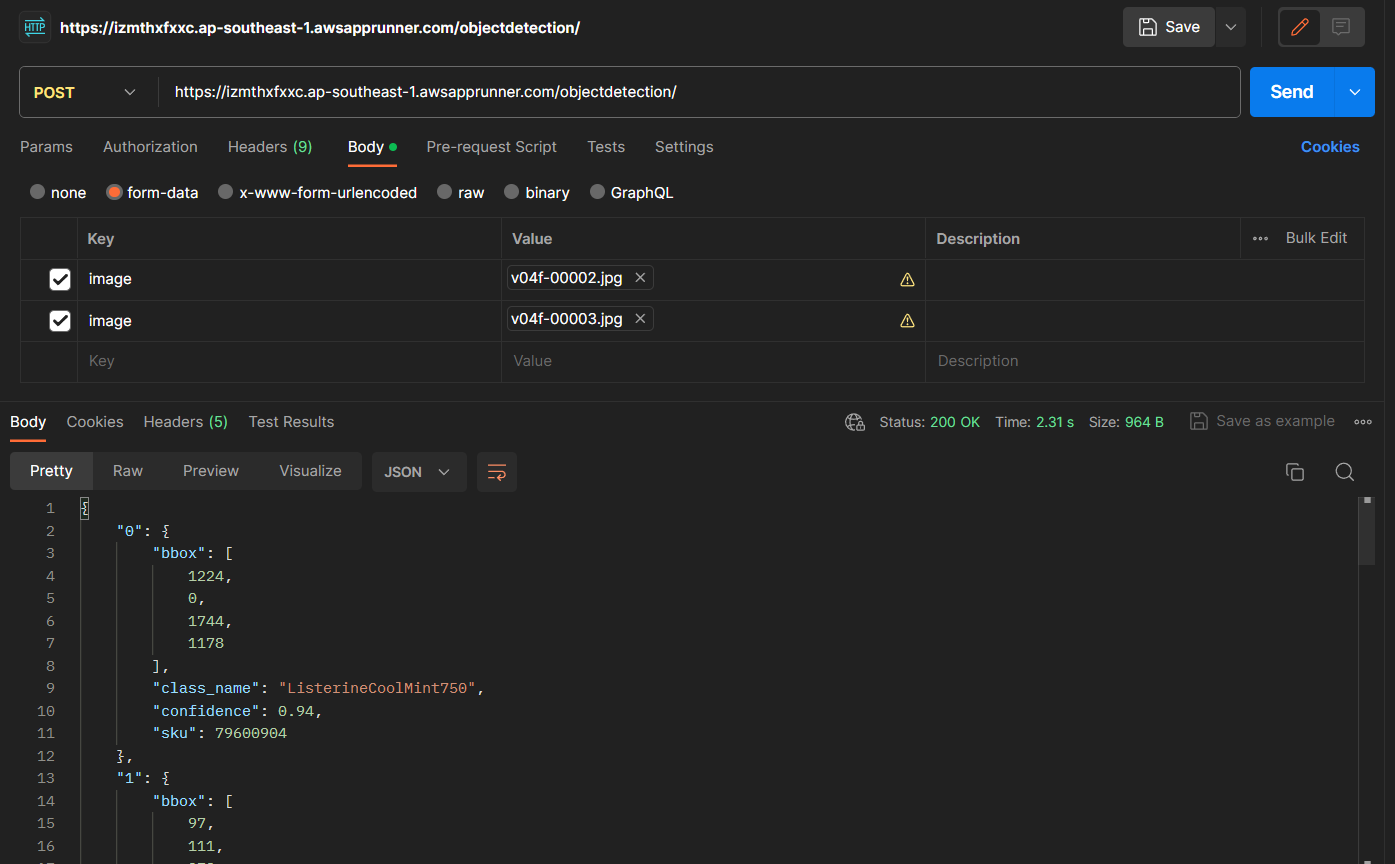 HTTP https://izmthxfxxc.ap-southeast-1.awsapprunner.com/objectdetection/ Save
POST https://izmthxfxxc.ap-southeast-1.awsapprunner.com/objectdetection/ Send
Params Authorization Headers (9) Body Pre-request Script Tests Settings Cookies
none form-data x-www-form-urlencoded raw binary GraphQL
Key Value Description Bulk Edit
image v04f-00002.jpg
image v04f-00003.jpg
Key Value Description
Body Cookies Headers (5) Test Results Status: 200 OK Time: 2.31 s Size: 964 B Save as example
Pretty Raw Preview Visualize JSON
1 {
2 "0": {
3 "bbox": [
4 1224,
5 0,
6 1744,
7 1178
8 ],
9 "class_name": "ListerineCoolMint750",
10 "confidence": 0.94,
11 "sku": 79600904
12 },
13 "1": {
14 "bbox": [
15 97,
16 111,